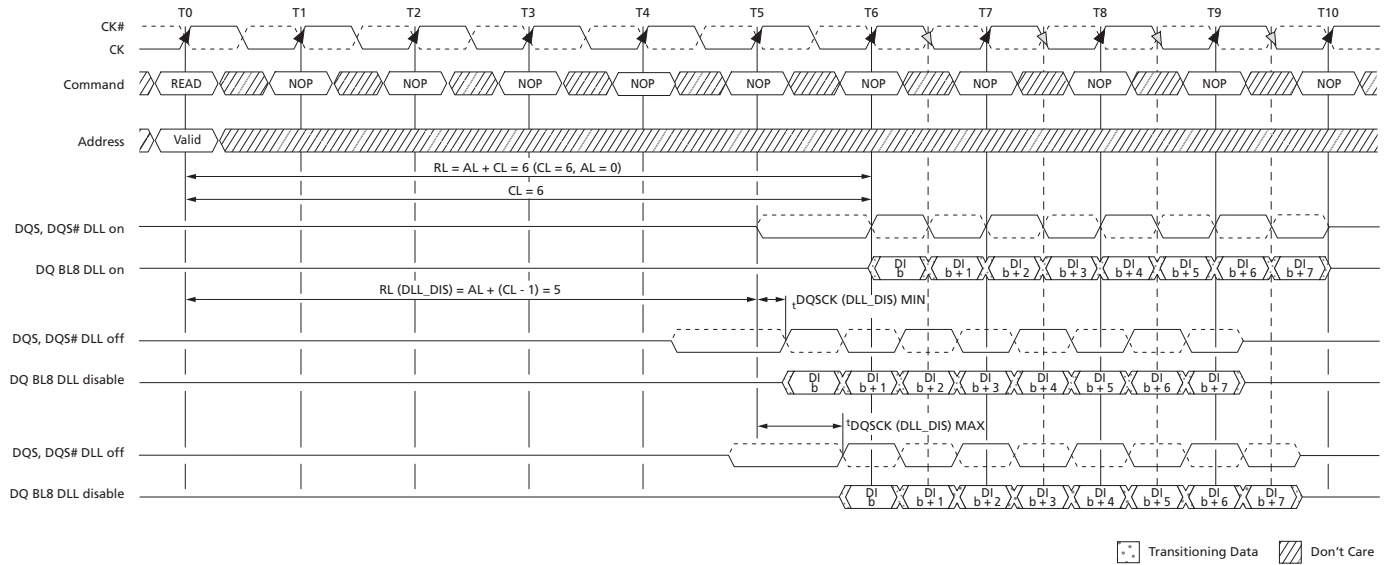 T0 T1 T2 T3 T4 T5 T6 T7 T8 T9 T10
CK#
CK
Command READ NOP NOP NOP NOP NOP NOP NOP NOP NOP NOP
Address Valid
RL = AL + CL = 6 (CL = 6, AL = 0)
CL = 6
DQS, DQS# DLL on
DQ BL8 DLL on DI b DI b + 1 DI b + 2 DI b + 3 DI b + 4 DI b + 5 DI b + 6 DI b + 7
RL (DLL_DIS) = AL + (CL - 1) = 5
tDQSCK (DLL_DIS) MIN
DQS, DQS# DLL off
DQ BL8 DLL disable DI b DI b + 1 DI b + 2 DI b + 3 DI b + 4 DI b + 5 DI b + 6 DI b + 7
tDQSCK (DLL_DIS) MAX
DQS, DQS# DLL off
DQ BL8 DLL disable DI b DI b + 1 DI b + 2 DI b + 3 DI b + 4 DI b + 5 DI b + 6 DI b + 7
Transitioning Data Don't Care